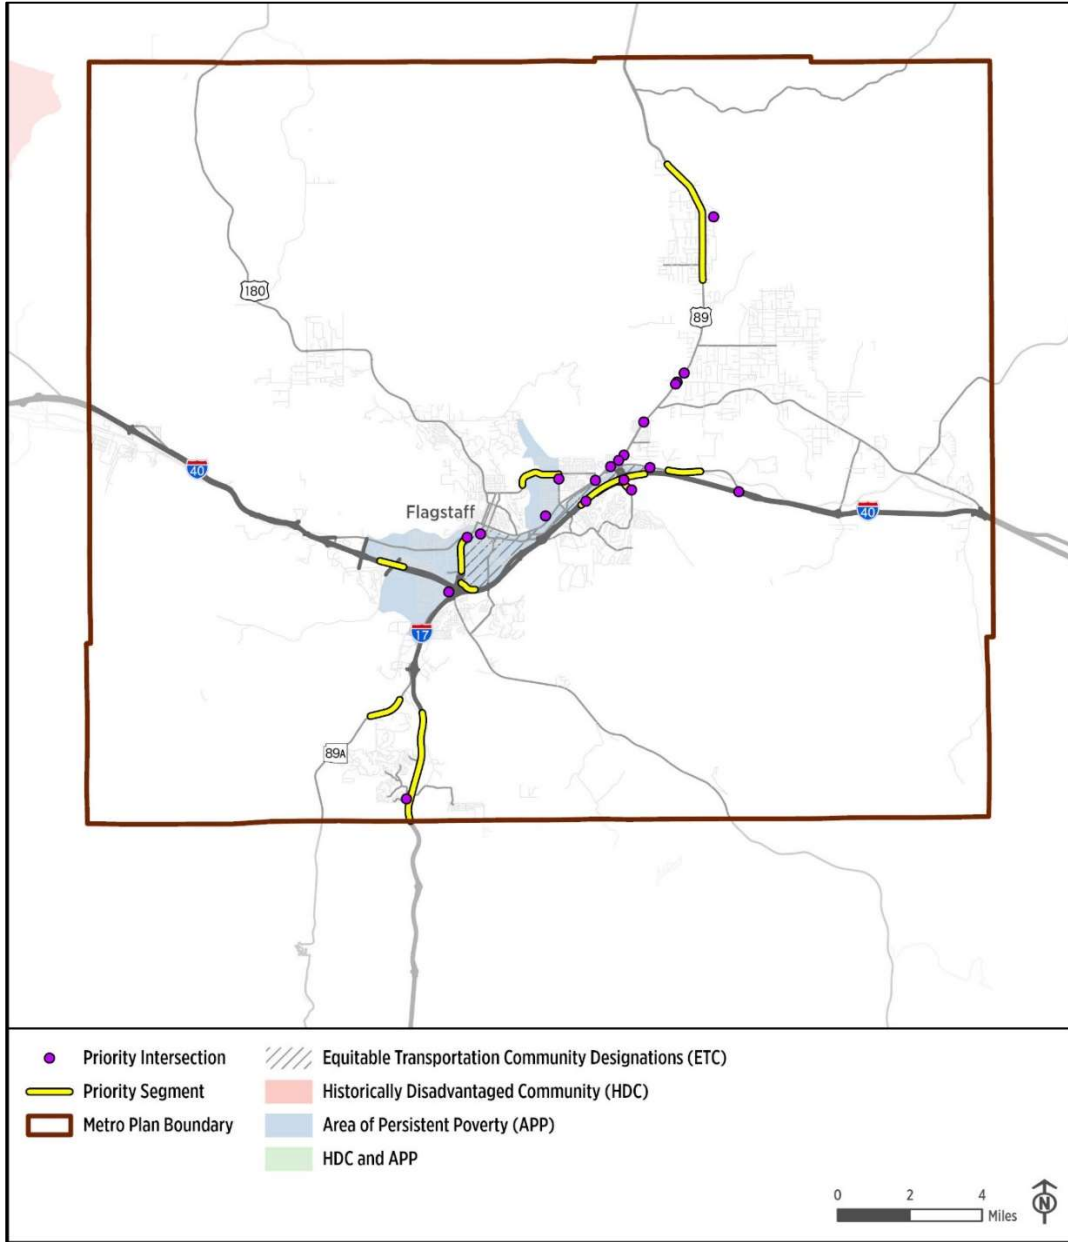 180
89
40
Flagstaff
40
17
89A
Priority Intersection
Priority Segment
Metro Plan Boundary
Equitable Transportation Community Designations (ETC)
Historically Disadvantaged Community (HDC)
Area of Persistent Poverty (APP)
HDC and APP
0 2 4
Miles
N